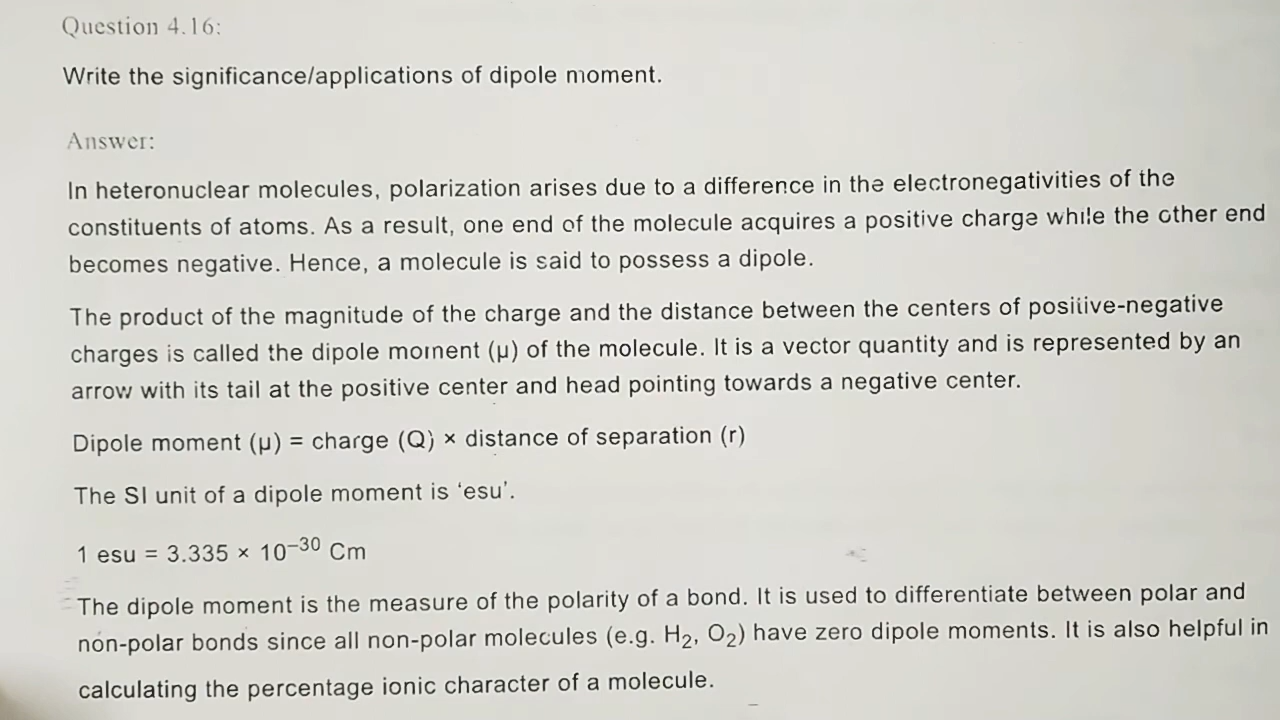 Question 4.16:
Write the significance/applications of dipole moment.
Answer:
In heteronuclear molecules, polarization arises due to a difference in the electronegativities of the
constituents of atoms. As a result, one end of the molecule acquires a positive charge while the other end
becomes negative. Hence, a molecule is said to possess a dipole.
The product of the magnitude of the charge and the distance between the centers of positive-negative
charges is called the dipole moment (μ) of the molecule. It is a vector quantity and is represented by an
arrow with its tail at the positive center and head pointing towards a negative center.
Dipole moment (μ) = charge (Q) × distance of separation (r)
The SI unit of a dipole moment is ‘esu’.
1 esu = 3.335 × 10⁻³⁰ Cm
The dipole moment is the measure of the polarity of a bond. It is used to differentiate between polar and
non-polar bonds since all non-polar molecules (e.g. H₂, O₂) have zero dipole moments. It is also helpful in
calculating the percentage ionic character of a molecule.